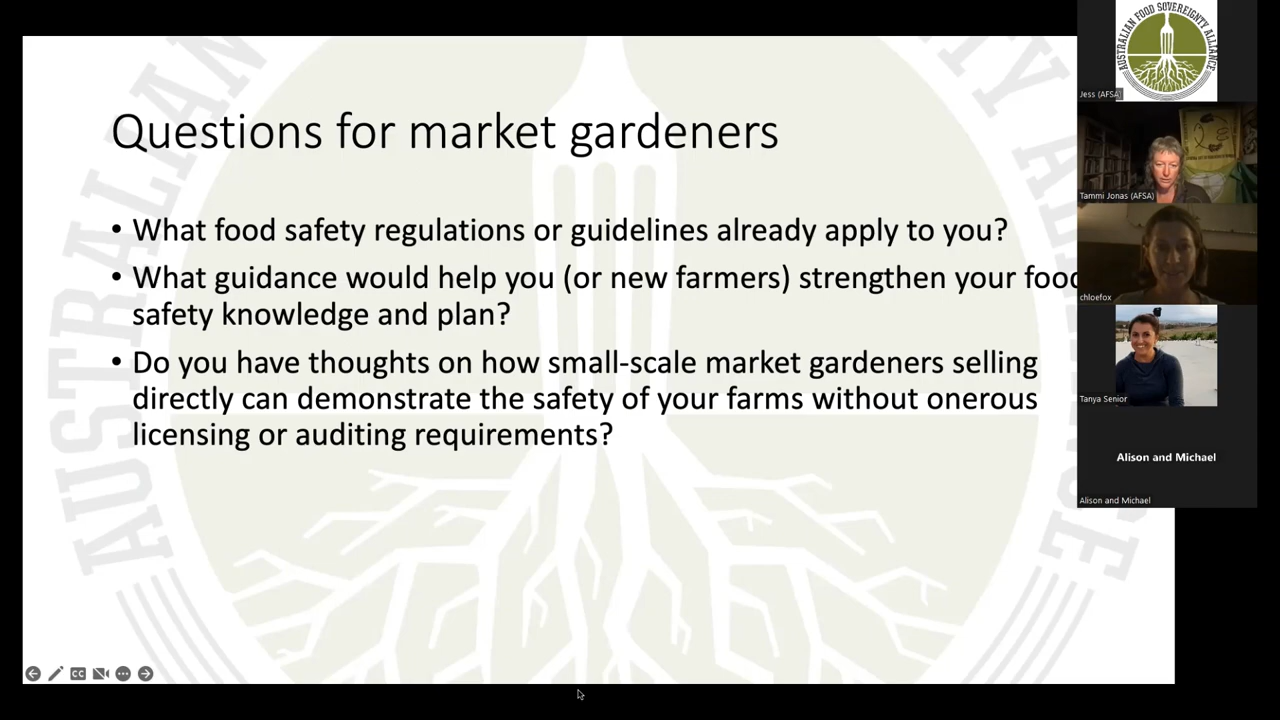 Questions for market gardeners
• What food safety regulations or guidelines already apply to you?
• What guidance would help you (or new farmers) strengthen your food
safety knowledge and plan?
• Do you have thoughts on how small-scale market gardeners selling
directly can demonstrate the safety of your farms without onerous
licensing or auditing requirements?
AUSTRALIAN FOOD SOVEREIGNTY ALLIANCE
Jess (AFSA)
Tammi Jonas (AFSA)
chloefox
Tanya Senior
Alison and Michael
Alison and Michael
AUSTRALIAN
ALLIANCE
CC